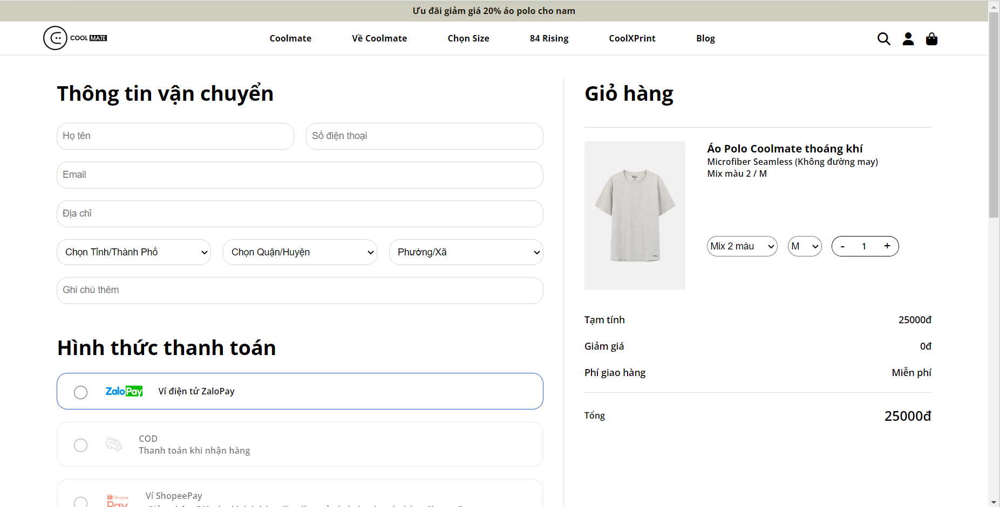 Ưu đãi giảm giá 20% áo polo cho nam
COOL MATE
Coolmate
Về Coolmate
Chọn Size
84 Rising
CoolXPrint
Blog
Thông tin vận chuyển
Họ tên
Số điện thoại
Email
Địa chỉ
Chọn Tỉnh/Thành Phố
Chọn Quận/Huyện
Phường/Xã
Ghi chú thêm
Hình thức thanh toán
ZaloPay
Ví điện tử ZaloPay
COD
Thanh toán khi nhận hàng
Shopee
Pay
Ví ShopeePay
Giỏ hàng
Áo Polo Coolmate thoáng khí
Microfiber Seamless (Không đường may)
Mix màu 2 / M
Mix 2 màu
M
- 1 +
Tạm tính 25000đ
Giảm giá 0đ
Phí giao hàng Miễn phí
Tổng 25000đ